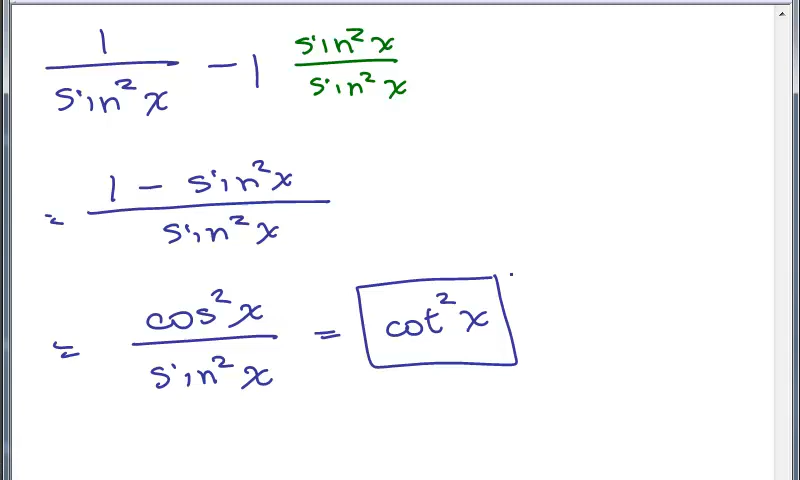 1/sin²x - 1 sin²x/sin²x
= 1 - sin²x/sin²x
= cos²x/sin²x = cot²x